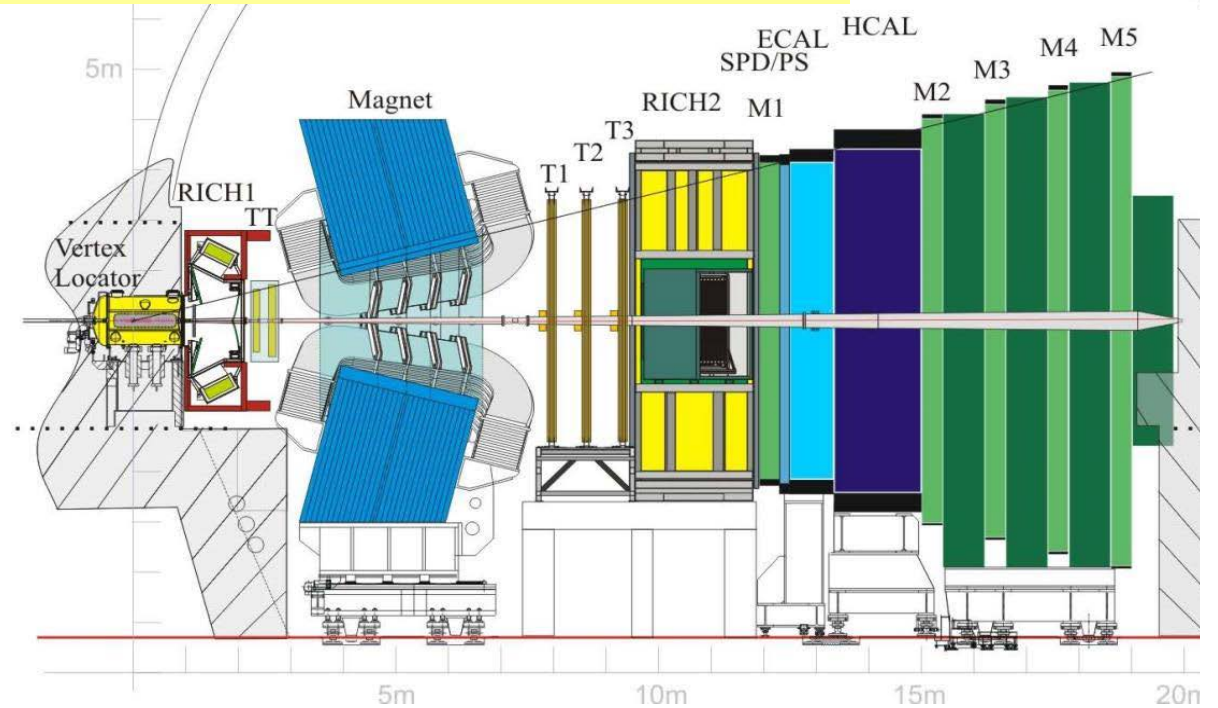 HCAL
ECAL
SPD/PS
M5
M4
M3
M2
M1
5m
Magnet
RICH2
T3
T2
T1
RICH1
TT
Vertex
Locator
5m
10m
15m
20m